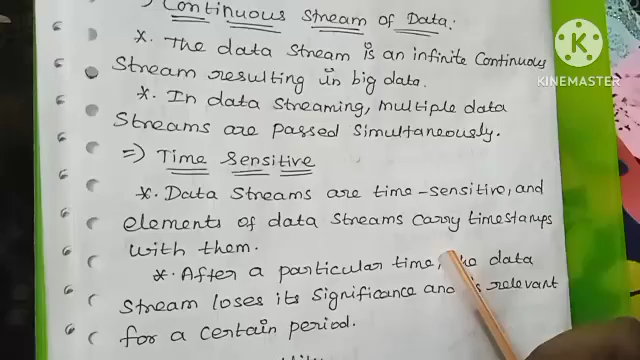 Continuous Stream of Data:
*. The data Stream is an infinite Continuous
Stream resulting in big data.
*. In data Streaming, multiple data
Streams are passed Simultaneously.
=> Time Sensitive
*. Data Streams are time-sensitive, and
elements of data Streams carry timestamps
with them.
*. After a particular time, data
Stream loses its Significance and is relevant
for a certain period.
KINEMASTER